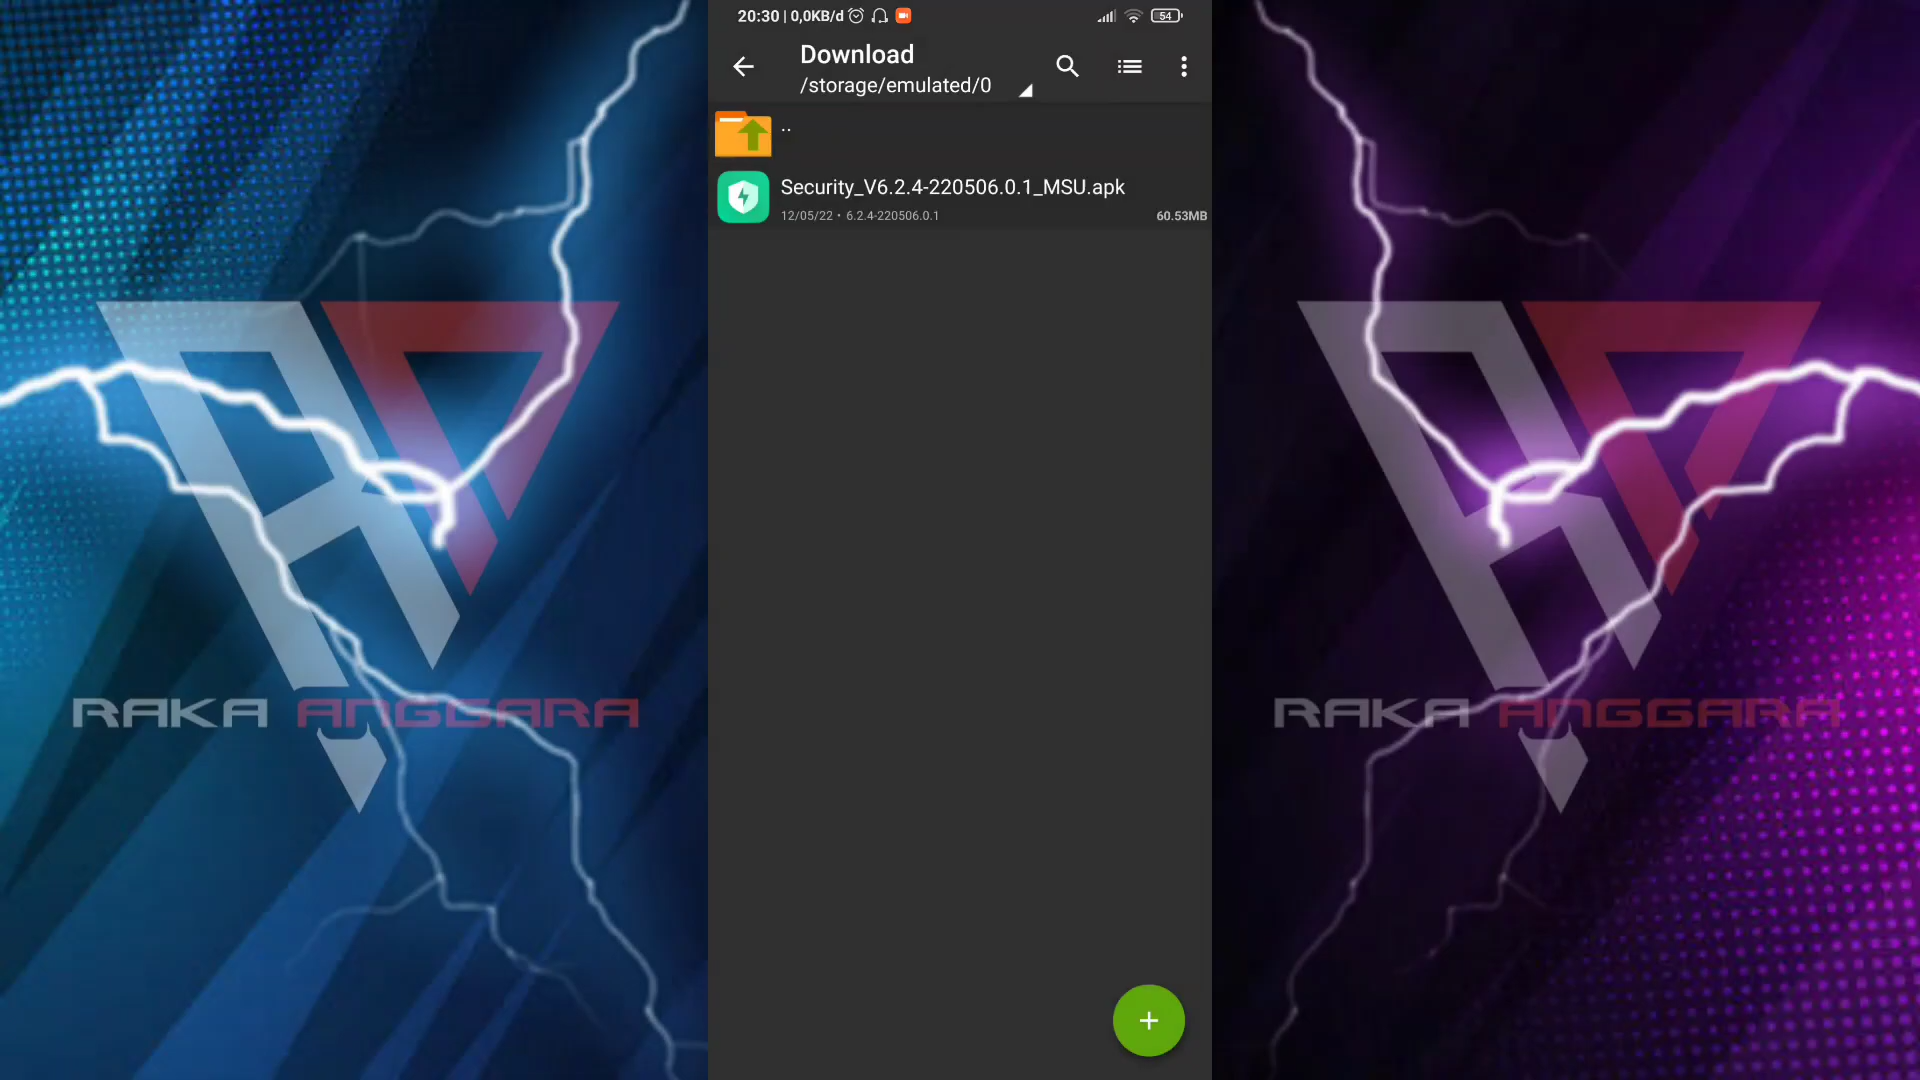 20:30 | 0,0KB/d
54
Download
/storage/emulated/0
..
Security_V6.2.4-220506.0.1_MSU.apk
12/05/22 • 6.2.4-220506.0.1
60.53MB
RAKA ANGGARA
RAKA ANGGARA